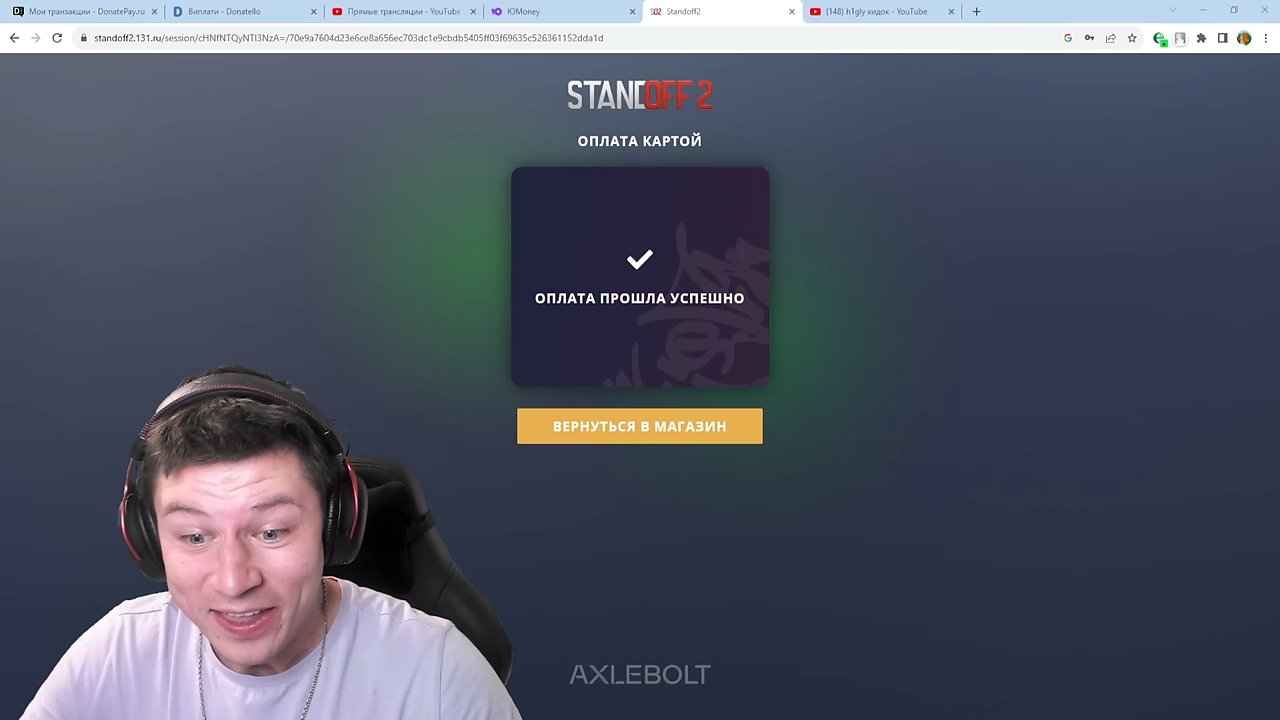 Мои транзакции - DonatePay.ru
Виплати - Donatello
Прямые трансляции - YouTube
ЮMoney
Standoff2
(148) h1gly кидок - YouTube
standoff2.131.ru/session/cHNfNTQyNTI3NzA=/70e9a7604d23e6ce8a656ec703dc1e9cbdb5405ff03f69635c526361152dda1d
STANDOFF 2
ОПЛАТА КАРТОЙ
ОПЛАТА ПРОШЛА УСПЕШНО
ВЕРНУТЬСЯ В МАГАЗИН
AXLEBOLT